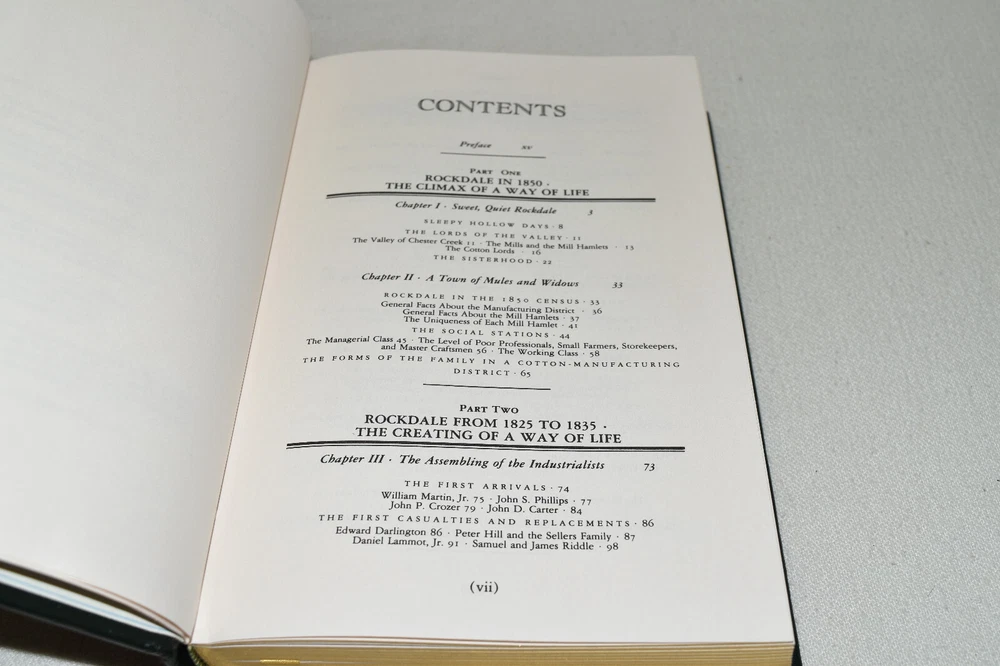 CONTENTS
Preface xv
PART ONE
ROCKDALE IN 1850 ·
THE CLIMAX OF A WAY OF LIFE
Chapter I · Sweet, Quiet Rockdale 3
SLEEPY HOLLOW DAYS · 8
THE LORDS OF THE VALLEY · 11
The Valley of Chester Creek 11 · The Mills and the Mill Hamlets · 13
The Cotton Lords · 16
THE SISTERHOOD · 22
Chapter II · A Town of Mules and Widows 33
ROCKDALE IN THE 1850 CENSUS · 33
General Facts About the Manufacturing District · 36
General Facts About the Mill Hamlets · 37
The Uniqueness of Each Mill Hamlet · 41
THE SOCIAL STATIONS · 44
The Managerial Class 45 · The Level of Poor Professionals, Small Farmers, Storekeepers,
and Master Craftsmen 56 · The Working Class · 58
THE FORMS OF THE FAMILY IN A COTTON-MANUFACTURING
DISTRICT · 65
PART TWO
ROCKDALE FROM 1825 TO 1835 ·
THE CREATING OF A WAY OF LIFE
Chapter III · The Assembling of the Industrialists 73
THE FIRST ARRIVALS · 74
William Martin, Jr. 75 · John S. Phillips · 77
John P. Crozer 79 · John D. Carter · 84
THE FIRST CASUALTIES AND REPLACEMENTS · 86
Edward Darlington 86 · Peter Hill and the Sellers Family · 87
Daniel Lammot, Jr. 91 · Samuel and James Riddle · 98
(vii)